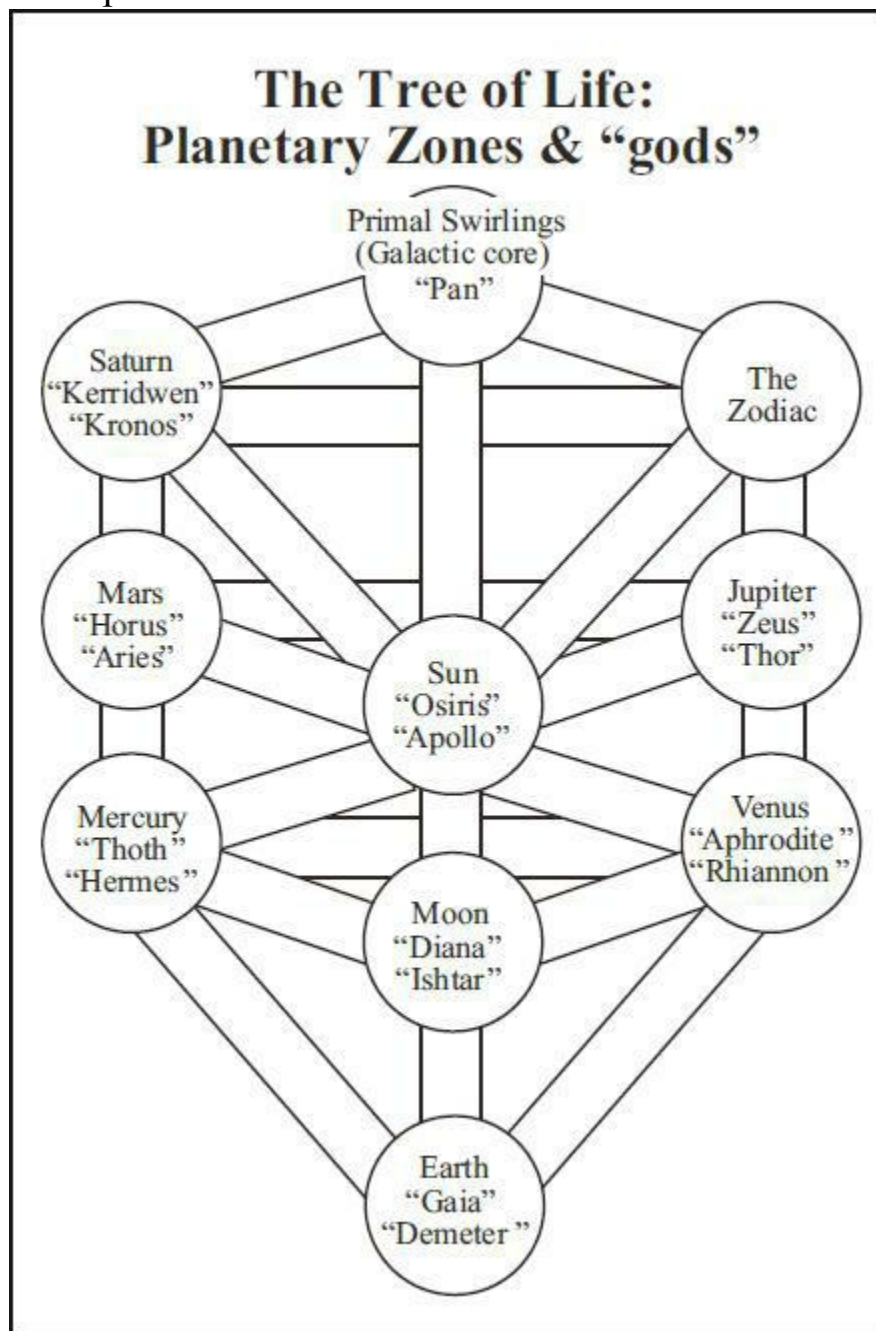 The Tree of Life:
Planetary Zones & “gods”
Primal Swirlings
(Galactic core)
“Pan”
Saturn
“Kerridwen”
“Kronos”
The
Zodiac
Mars
“Horus”
“Aries”
Jupiter
“Zeus”
“Thor”
Sun
“Osiris”
“Apollo”
Mercury
“Thoth”
“Hermes”
Venus
“Aphrodite”
“Rhiannon”
Moon
“Diana”
“Ishtar”
Earth
“Gaia”
“Demeter”